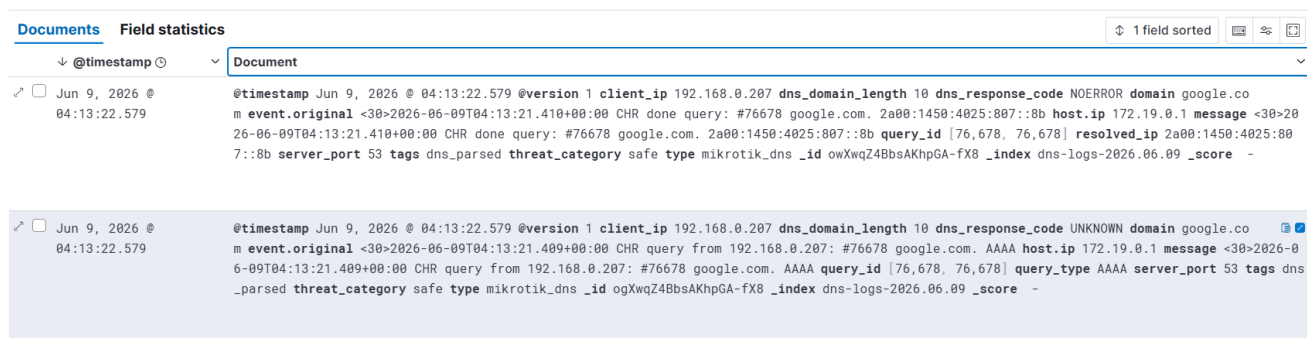 Documents Field statistics 1 field sorted
@timestamp Document
Jun 9, 2026 @ 04:13:22.579
@timestamp Jun 9, 2026 @ 04:13:22.579 @version 1 client_ip 192.168.0.207 dns_domain_length 10 dns_response_code NOERROR domain google.co
m event.original <30>2026-06-09T04:13:21.410+00:00 CHR done query: #76678 google.com. 2a00:1450:4025:807::8b host.ip 172.19.0.1 message <30>20
26-06-09T04:13:21.410+00:00 CHR done query: #76678 google.com. 2a00:1450:4025:807::8b query_id [76,678, 76,678] resolved_ip 2a00:1450:4025:80
7::8b server_port 53 tags dns_parsed threat_category safe type mikrotik_dns _id owXwqZ4BbsAKhpGA-fX8 _index dns-logs-2026.06.09 _score -
Jun 9, 2026 @ 04:13:22.579
@timestamp Jun 9, 2026 @ 04:13:22.579 @version 1 client_ip 192.168.0.207 dns_domain_length 10 dns_response_code UNKNOWN domain google.co
m event.original <30>2026-06-09T04:13:21.409+00:00 CHR query from 192.168.0.207: #76678 google.com. AAAA host.ip 172.19.0.1 message <30>2026-0
6-09T04:13:21.409+00:00 CHR query from 192.168.0.207: #76678 google.com. AAAA query_id [76,678, 76,678] query_type AAAA server_port 53 tags dns
_parsed threat_category safe type mikrotik_dns _id ogXwqZ4BbsAKhpGA-fX8 _index dns-logs-2026.06.09 _score -